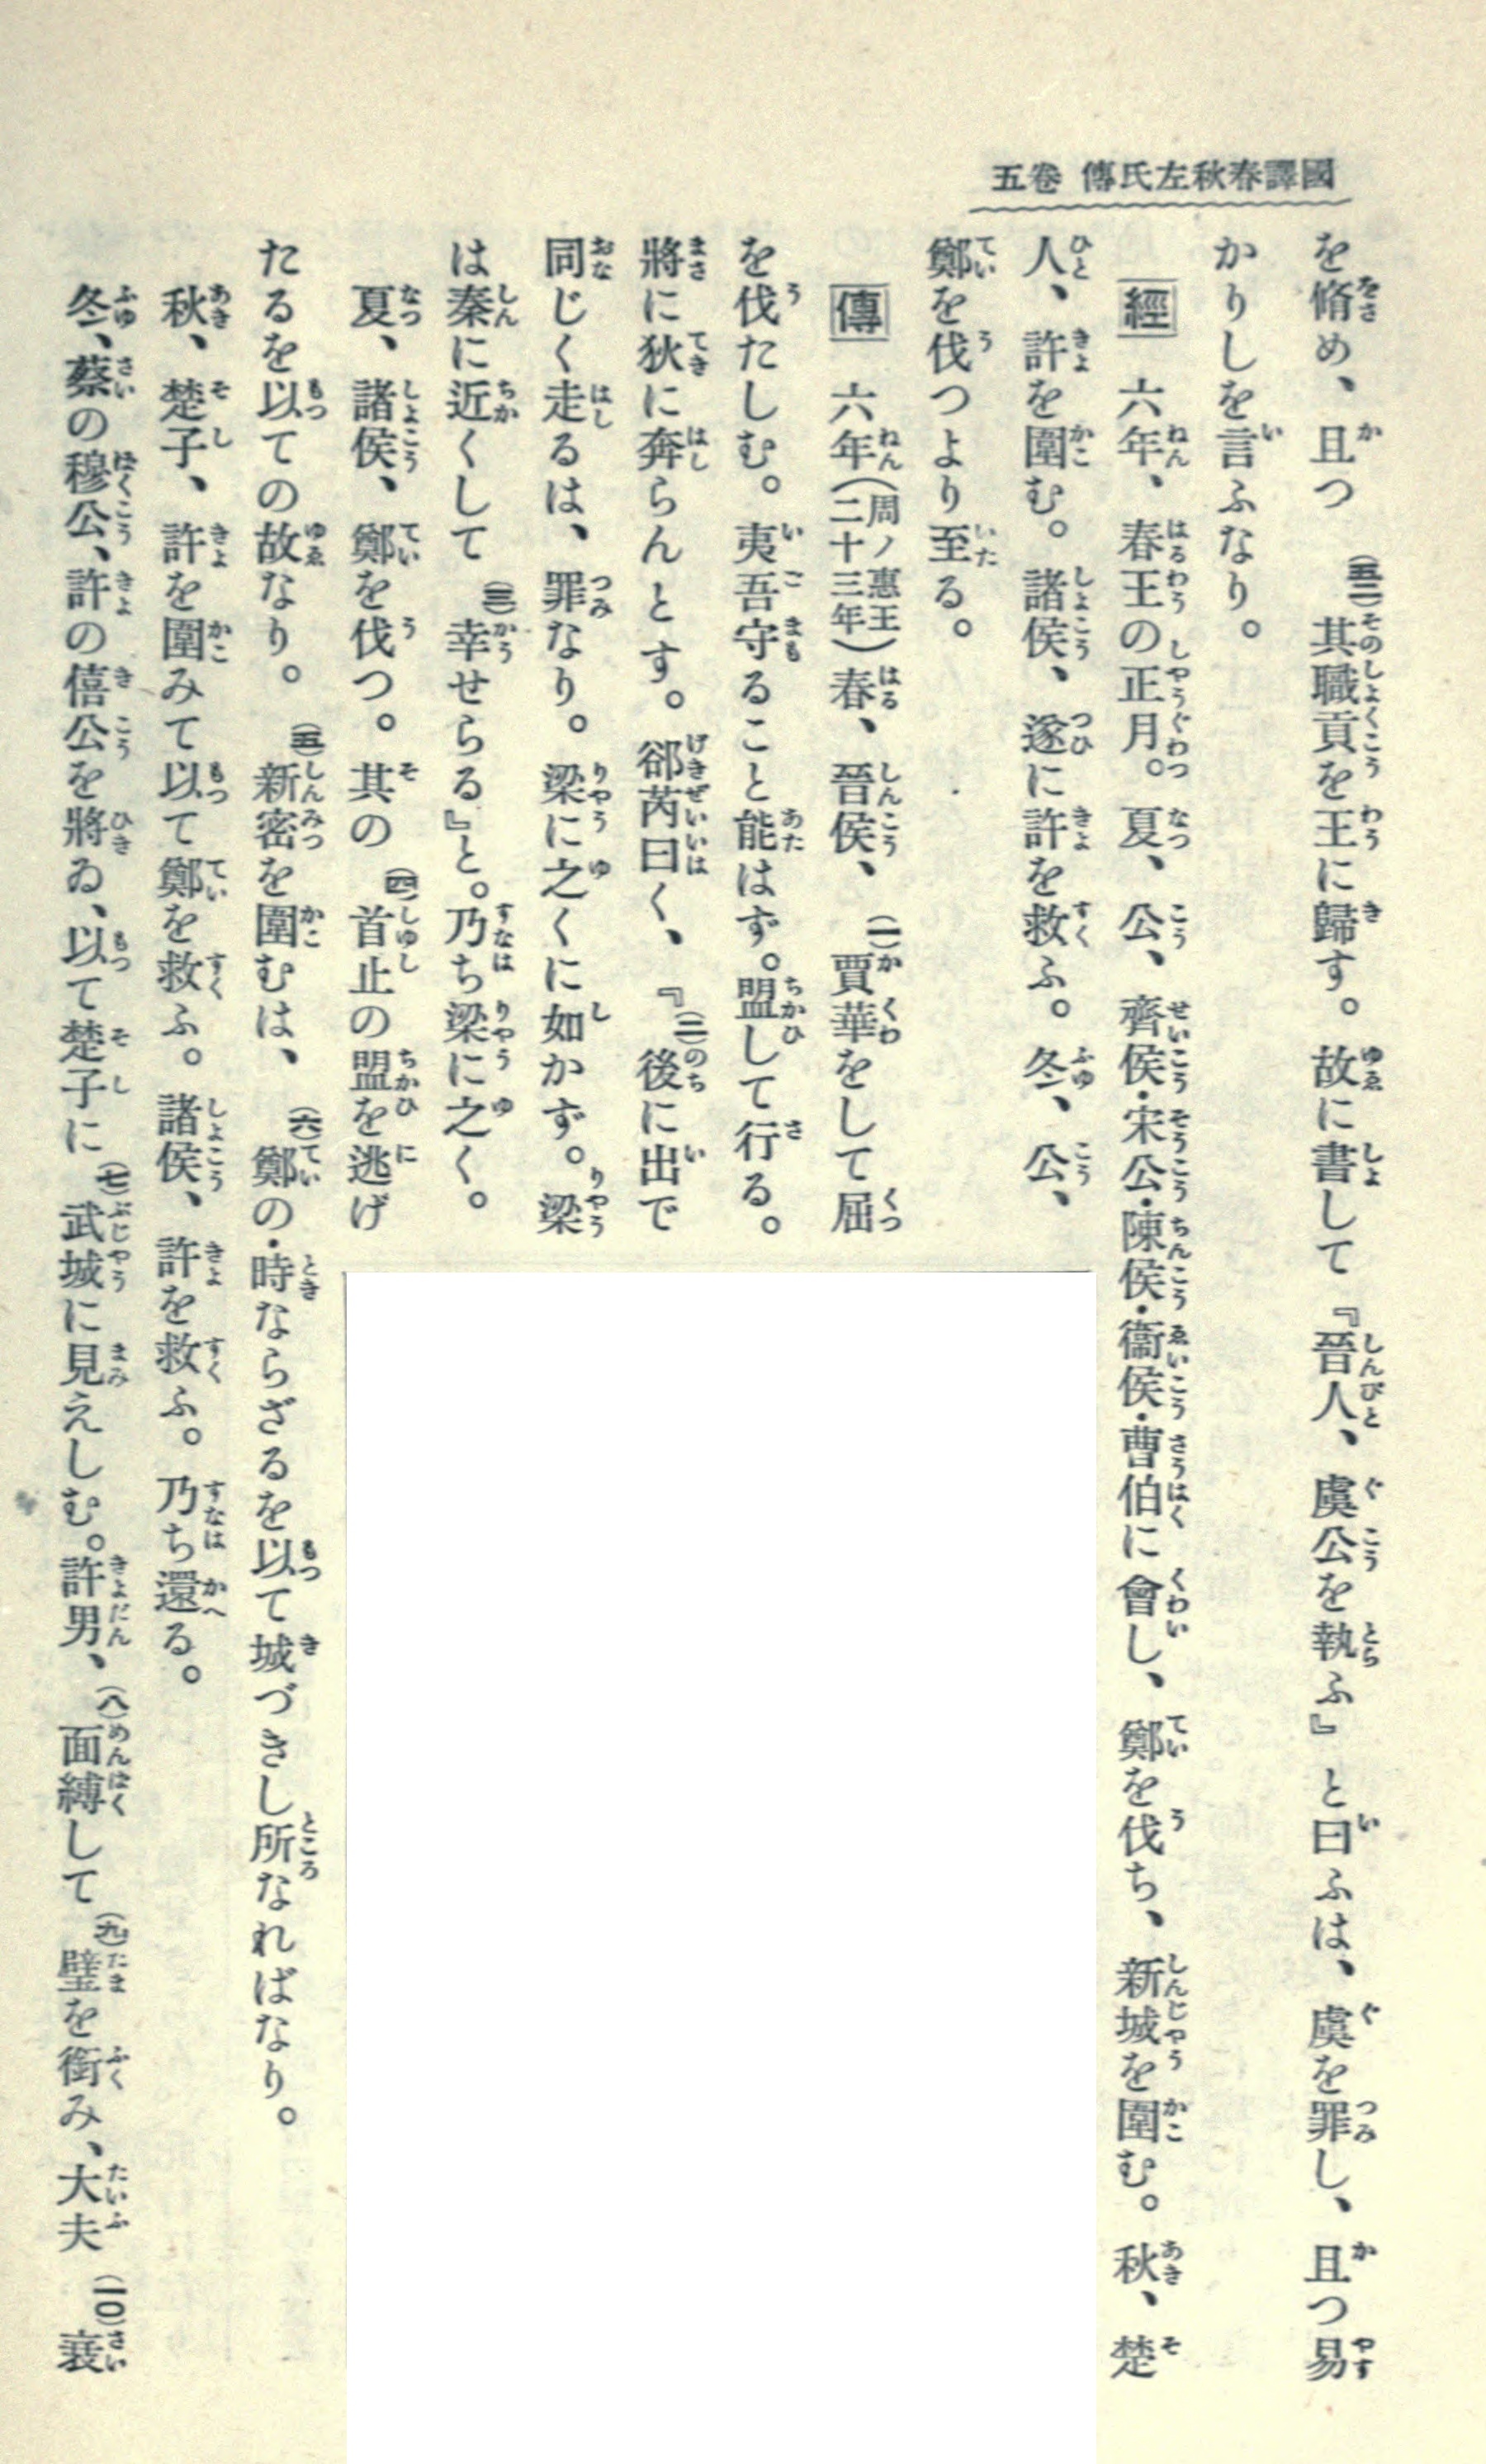 國譯春秋左氏傳 卷五
を脩め、且つ(五二)其職貢を王に歸す。故に書して『晉人、虞公を執ふ』と曰ふは、虞を罪し、且つ易
かりしを言ふなり。
經 六年、春王の正月。夏、公、齊侯・宋公・陳侯・衞侯・曹伯に會し、鄭を伐ち、新城を圍む。秋、楚
人、許を圍む。諸侯、遂に許を救ふ。冬、公、
鄭を伐つより至る。
傳 六年(周ノ惠王二十三年)春、晉侯、(一)賈華をして屈
を伐たしむ。夷吾守ること能はず。盟して行る。
將に狄に奔らんとす。郤芮曰く、『(二)後に出で
同じく走るは、罪なり。梁に之くに如かず。梁
は秦に近くして(三)幸せらる』と。乃ち梁に之く。
夏、諸侯、鄭を伐つ。其の(四)首止の盟を逃げ
たるを以ての故なり。(五)新密を圍むは、(六)鄭の・時ならざるを以て城づきし所なればなり。
秋、楚子、許を圍みて以て鄭を救ふ。諸侯、許を救ふ。乃ち還る。
冬、蔡の穆公、許の僖公を將ゐ、以て楚子に(七)武城に見えしむ。許男、(八)面縛して(九)璧を銜み、大夫(一〇)衰